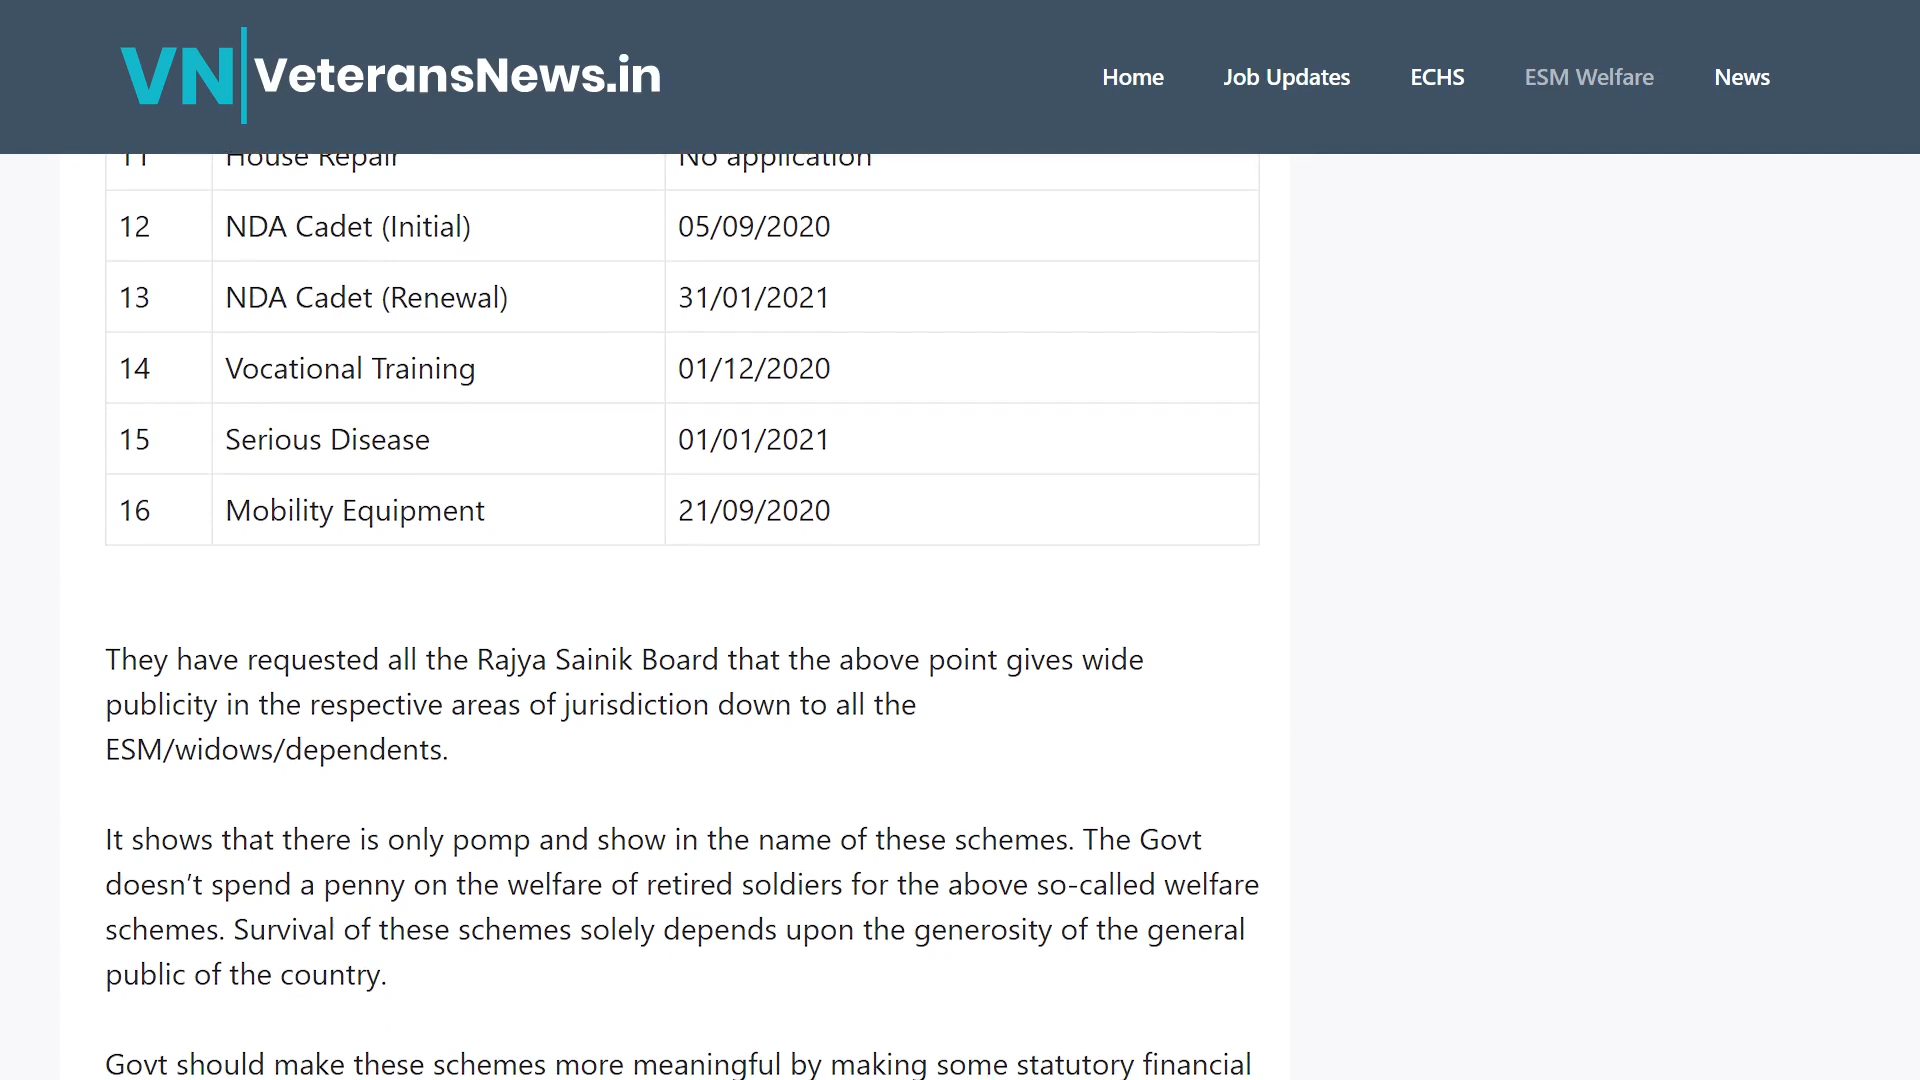 VN VeteransNews.in
Home Job Updates ECHS ESM Welfare News
11 House Repair No application
12 NDA Cadet (Initial) 05/09/2020
13 NDA Cadet (Renewal) 31/01/2021
14 Vocational Training 01/12/2020
15 Serious Disease 01/01/2021
16 Mobility Equipment 21/09/2020
They have requested all the Rajya Sainik Board that the above point gives wide
publicity in the respective areas of jurisdiction down to all the
ESM/widows/dependents.
It shows that there is only pomp and show in the name of these schemes. The Govt
doesn’t spend a penny on the welfare of retired soldiers for the above so-called welfare
schemes. Survival of these schemes solely depends upon the generosity of the general
public of the country.
Govt should make these schemes more meaningful by making some statutory financial